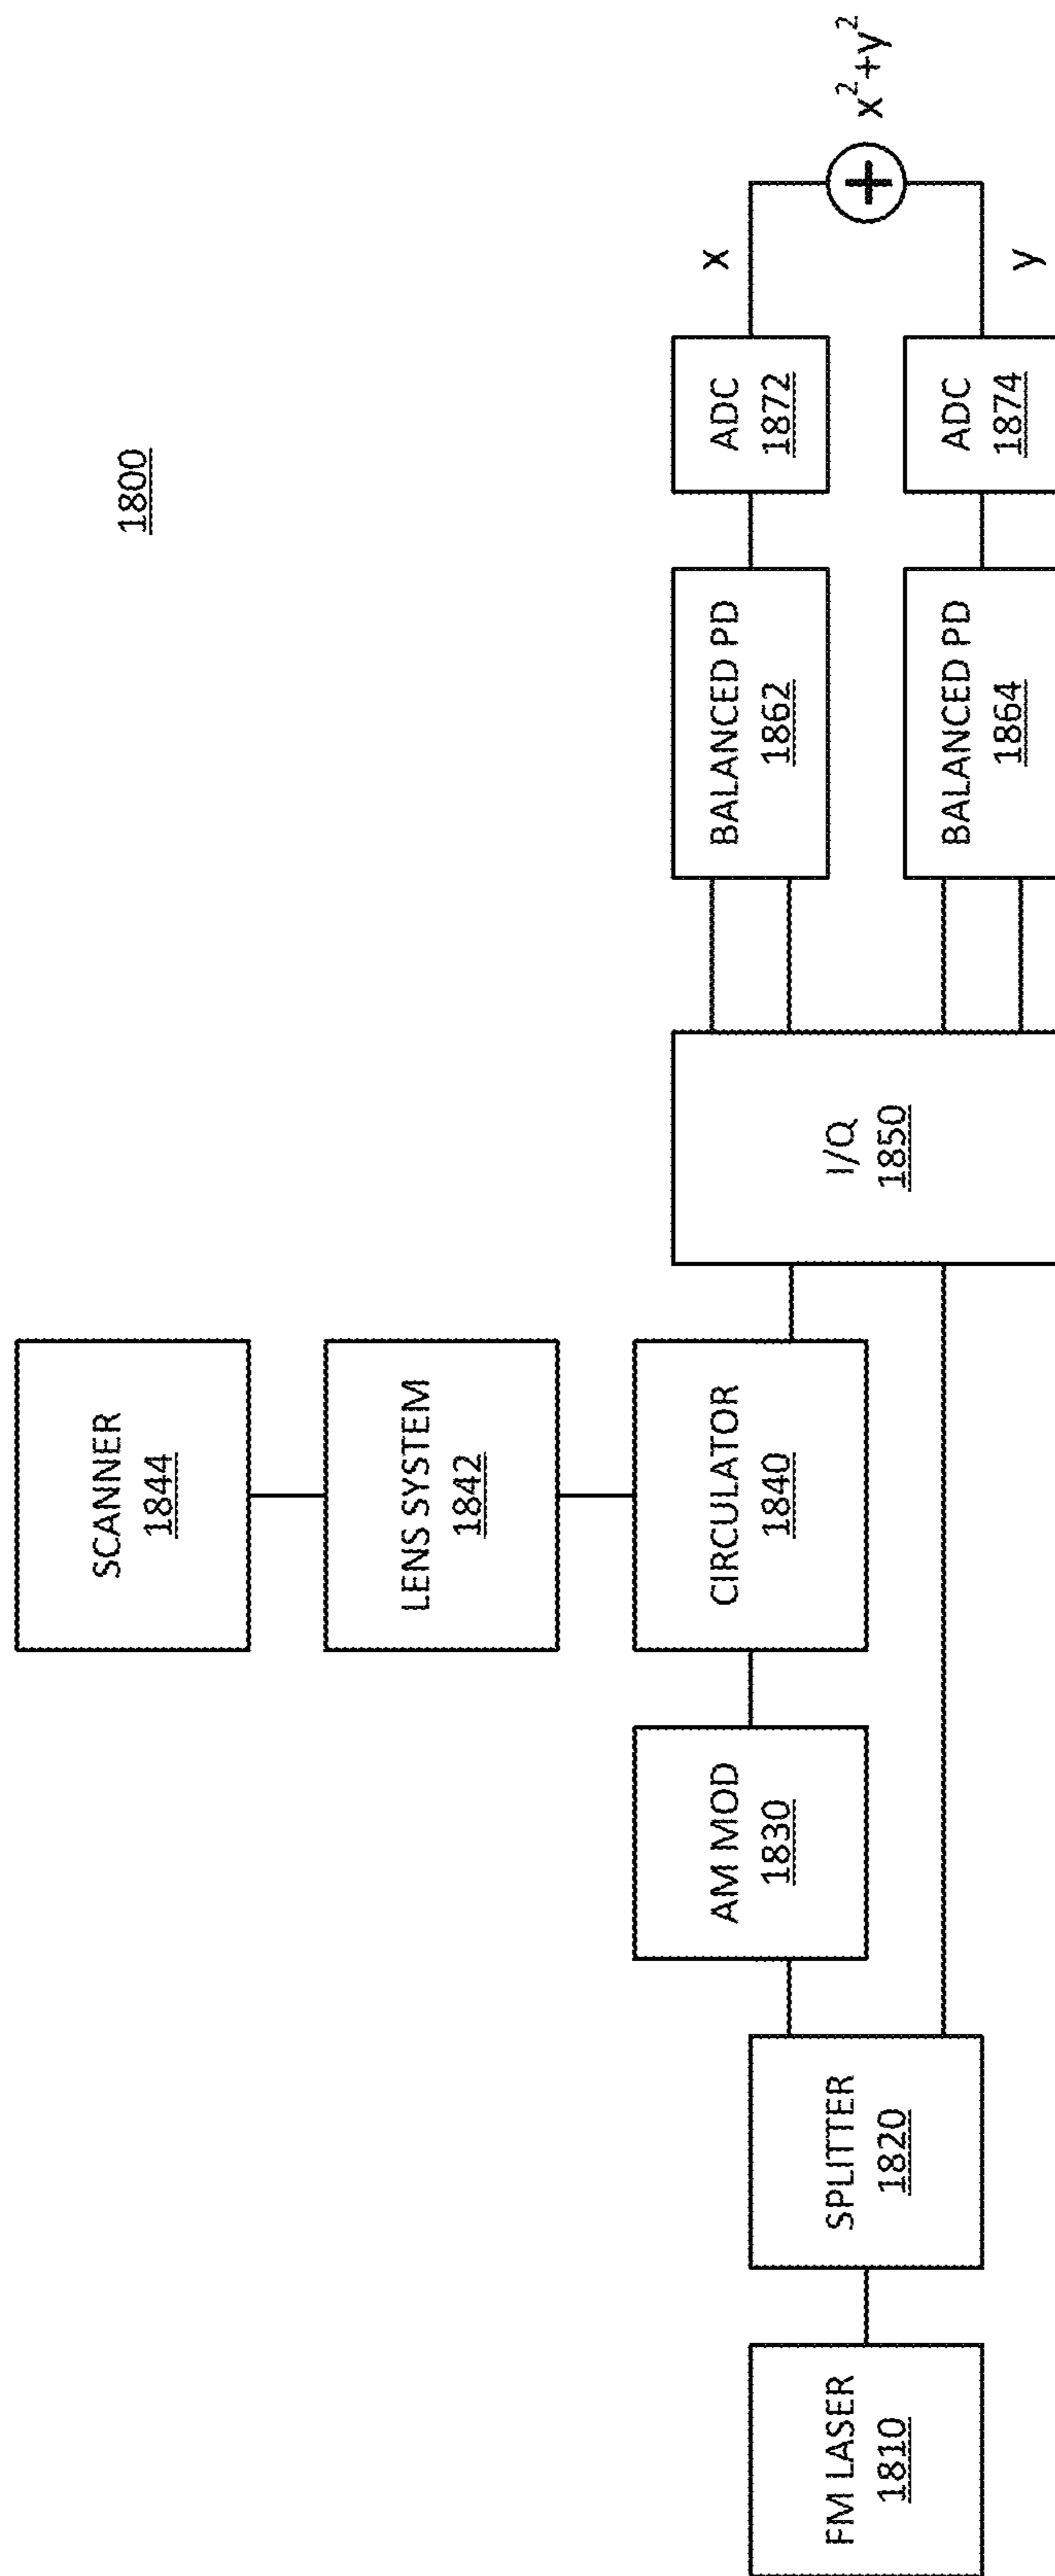 1800
SCANNER
1844
LENS SYSTEM
1842
FM LASER
1810
SPLITTER
1820
AM MOD
1830
CIRCULATOR
1840
I/Q
1850
BALANCED PD
1862
BALANCED PD
1864
ADC
1872
ADC
1874
x
y
x²+y²